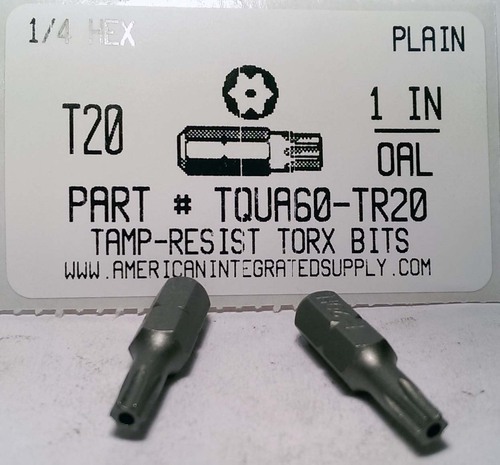 1/4 HEX
PLAIN
T20
1 IN
OAL
PART # TQUA60-TR20
TAMP-RESIST TORX BITS
WWW.AMERICANINTEGRATEDSUPPLY.COM